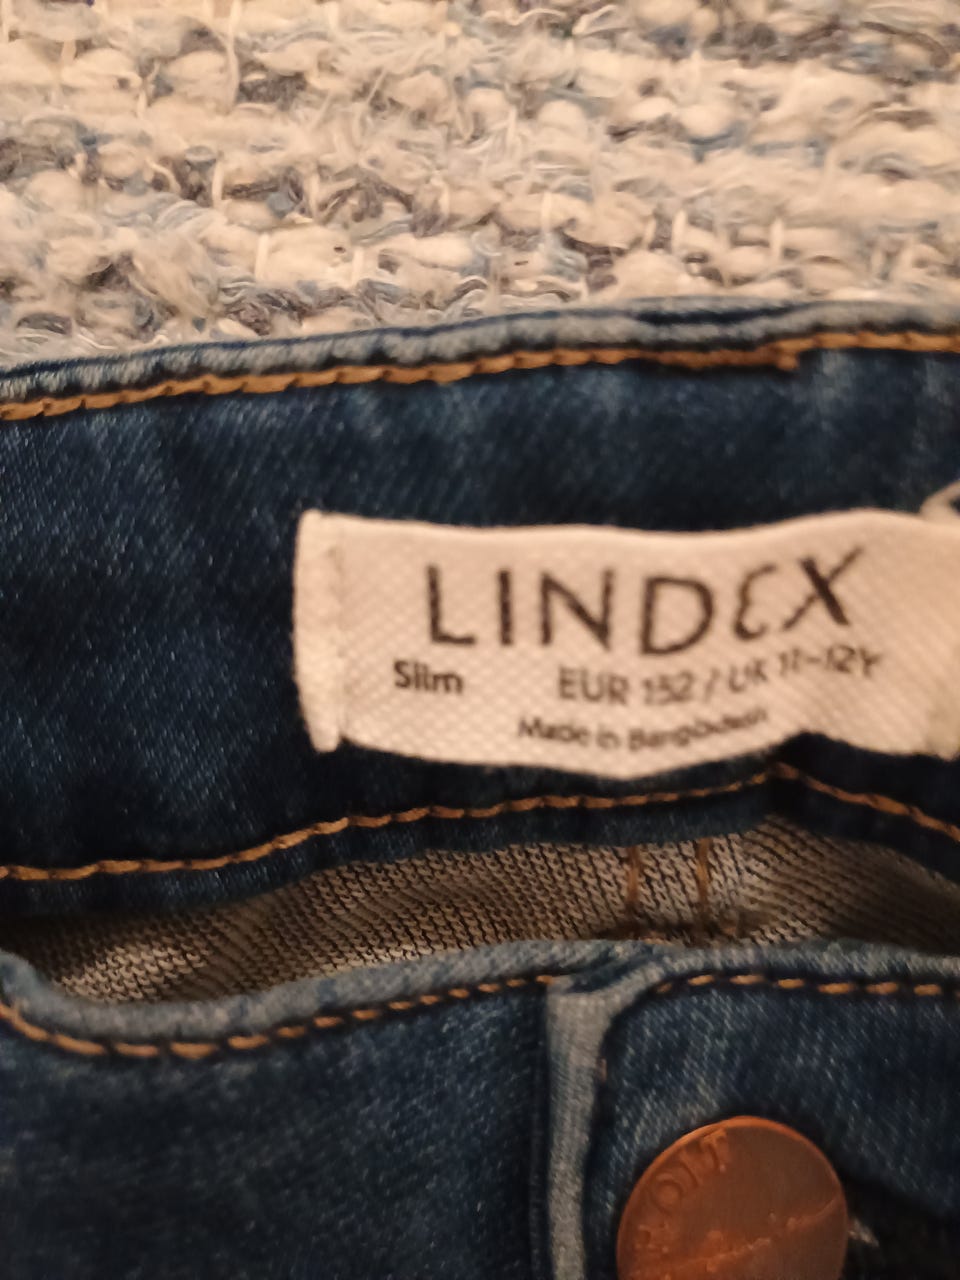 LINDEX
Slim EUR 152 / UK 11-12Y
Made in Bangladesh